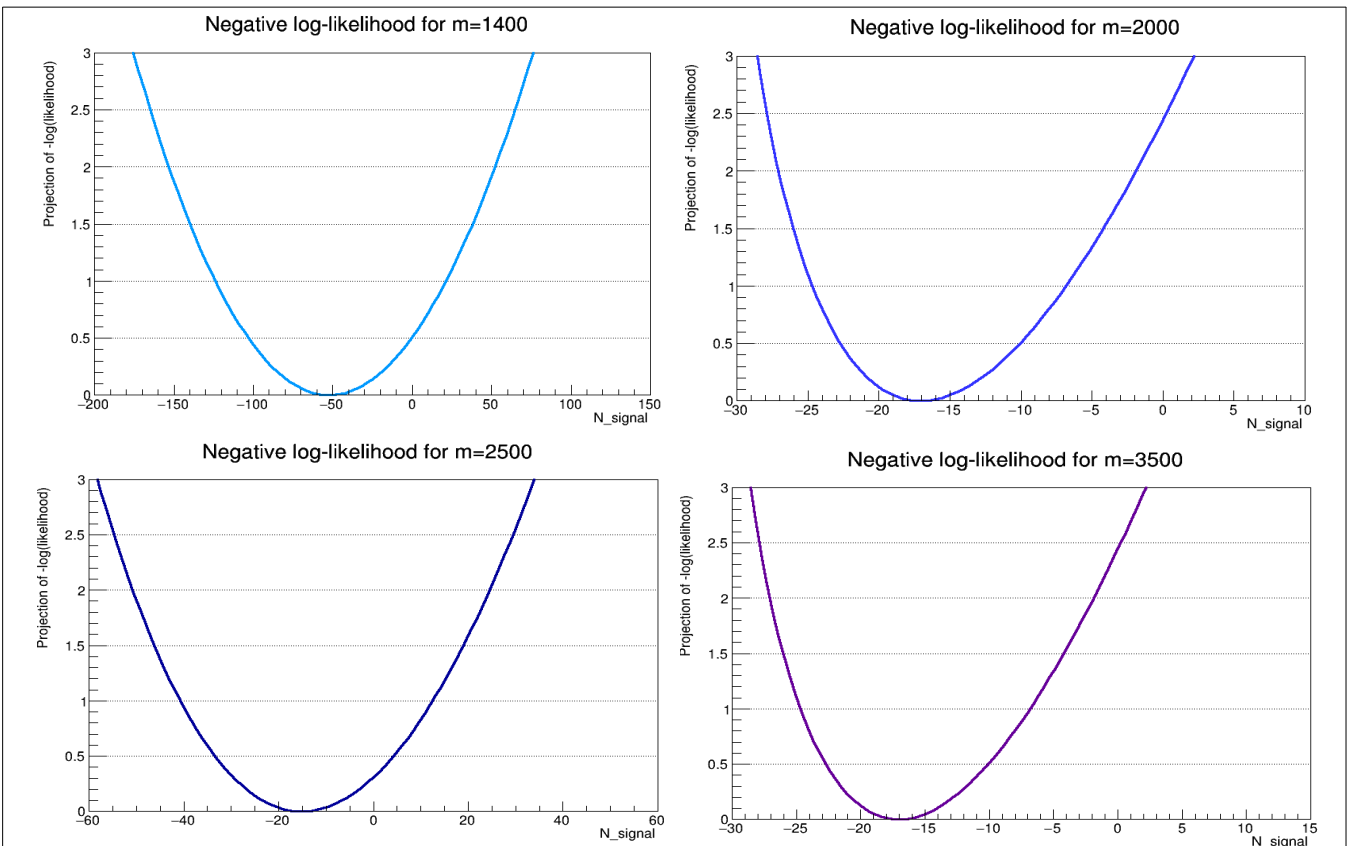 Negative log-likelihood for m=1400
Projection of -log(likelihood)
3
2.5
2
1.5
1
0.5
0
−200 −150 −100 −50 0 50 100 150
N_signal
Negative log-likelihood for m=2000
Projection of -log(likelihood)
3
2.5
2
1.5
1
0.5
0
−30 −25 −20 −15 −10 −5 0 5 10
N_signal
Negative log-likelihood for m=2500
Projection of -log(likelihood)
3
2.5
2
1.5
1
0.5
0
−60 −40 −20 0 20 40 60
N_signal
Negative log-likelihood for m=3500
Projection of -log(likelihood)
3
2.5
2
1.5
1
0.5
0
−30 −25 −20 −15 −10 −5 0 5 10 15
N_signal